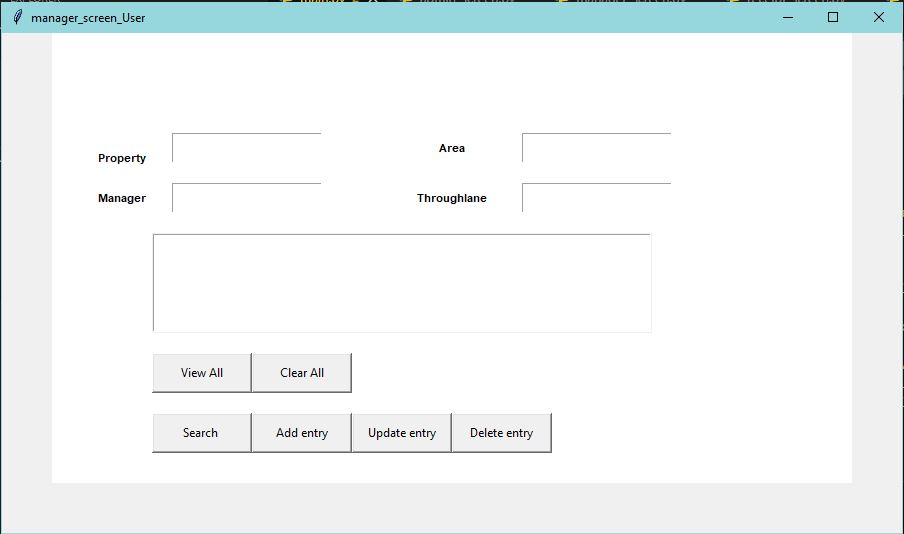 manager_screen_User
Property
Area
Manager
Throughlane
View All
Clear All
Search
Add entry
Update entry
Delete entry